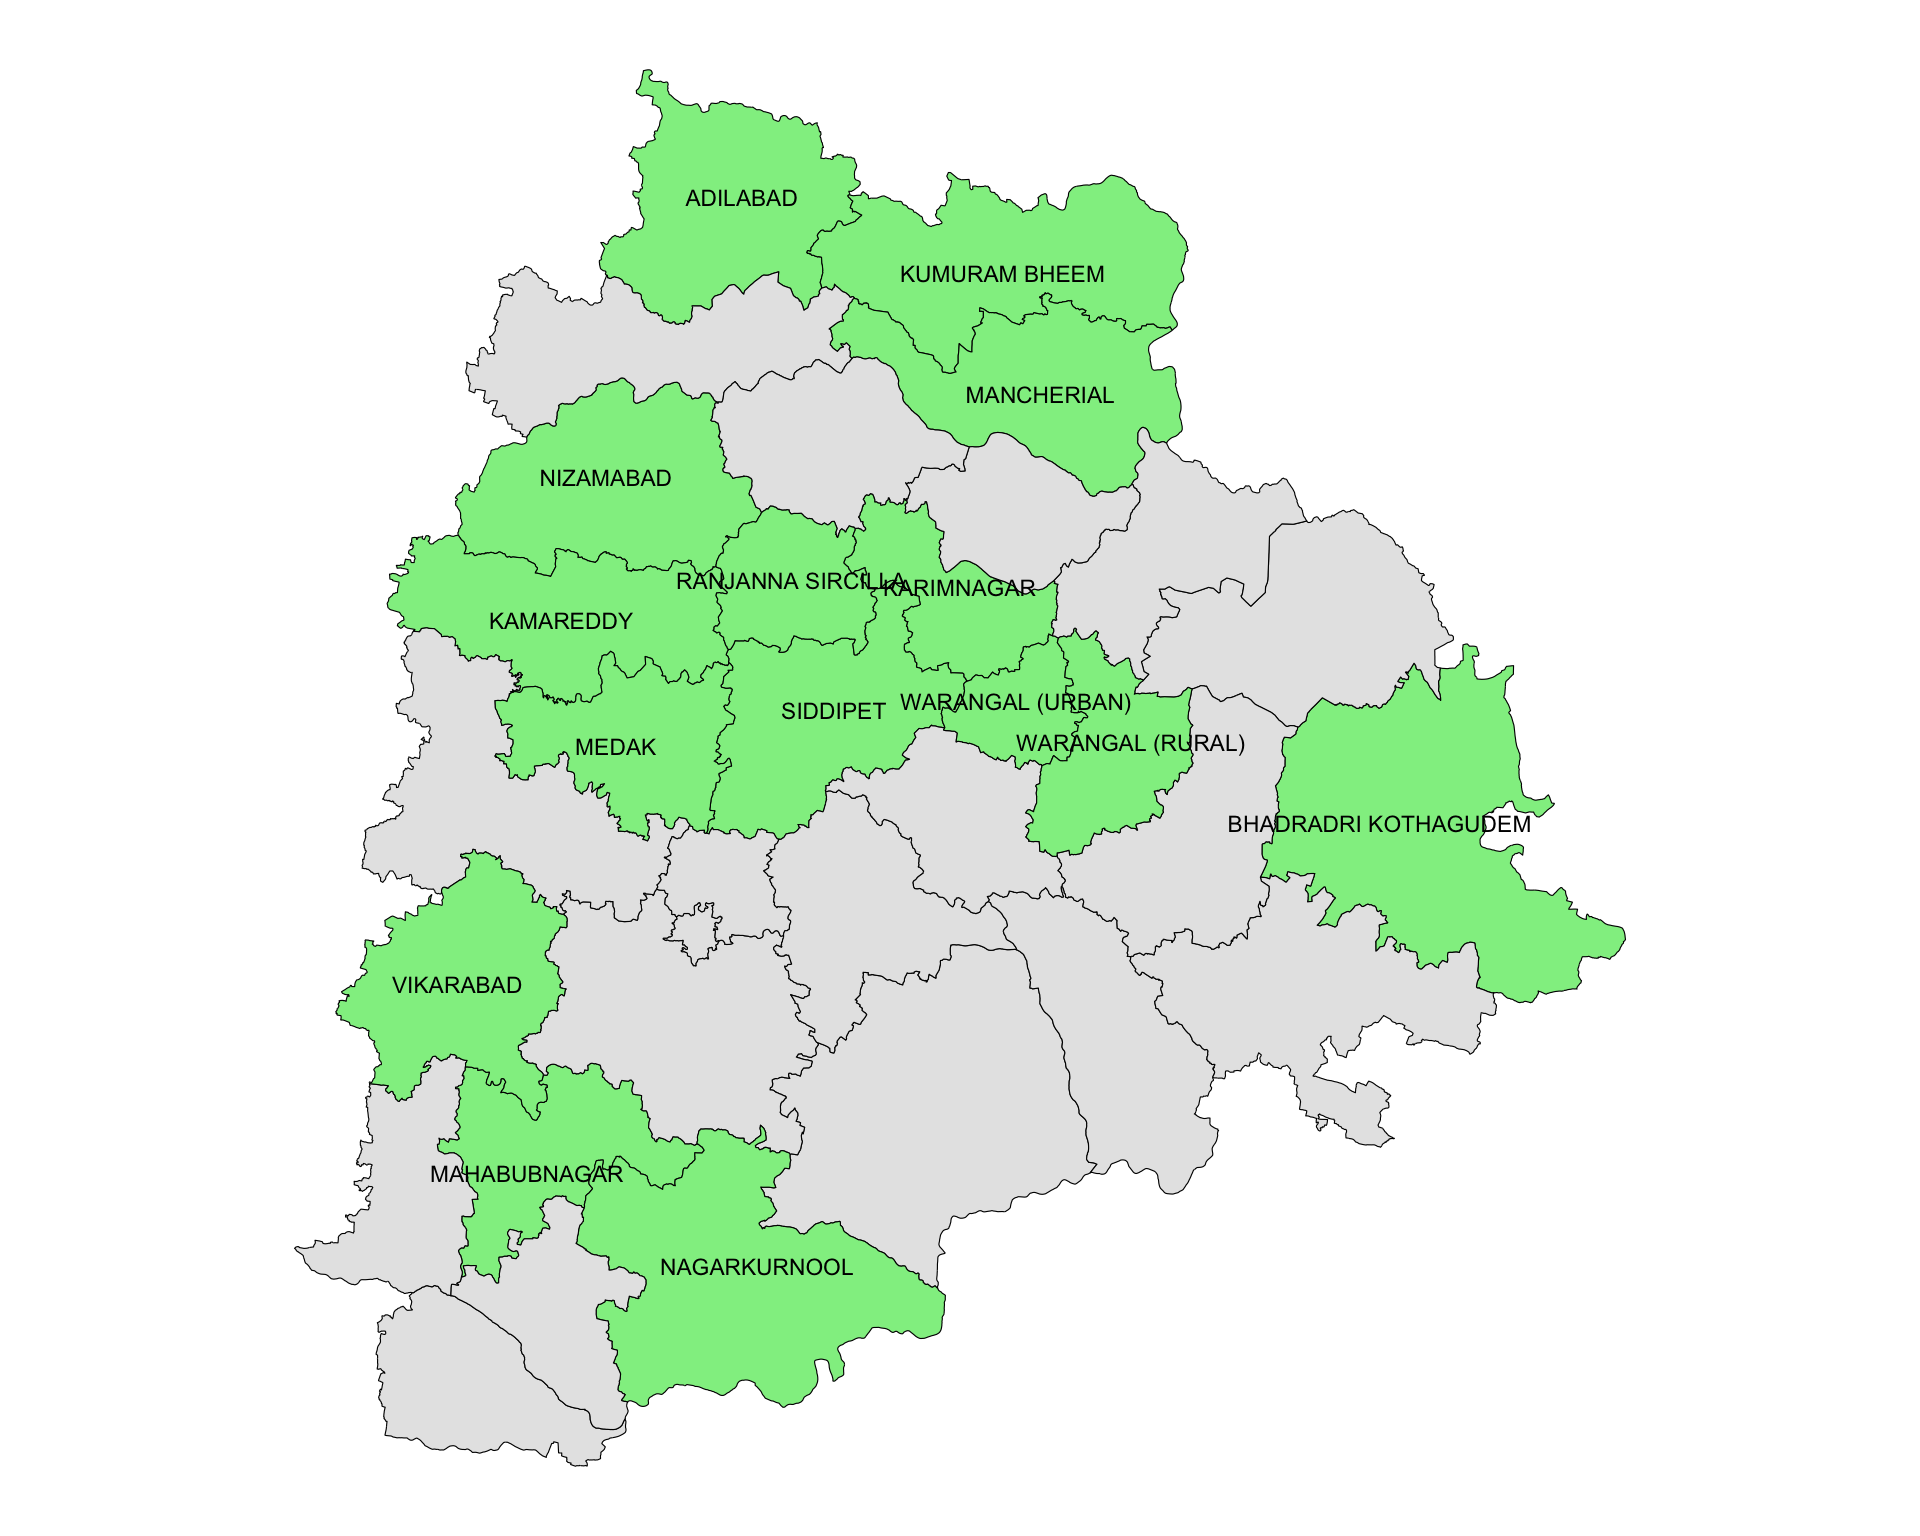 ADILABAD
KUMURAM BHEEM
MANCHERIAL
NIZAMABAD
RANJANNA SIRCILLA
KARIMNAGAR
KAMAREDDY
WARANGAL (URBAN)
SIDDIPET
WARANGAL (RURAL)
MEDAK
BHADRADRI KOTHAGUDEM
VIKARABAD
MAHABUBNAGAR
NAGARKURNOOL